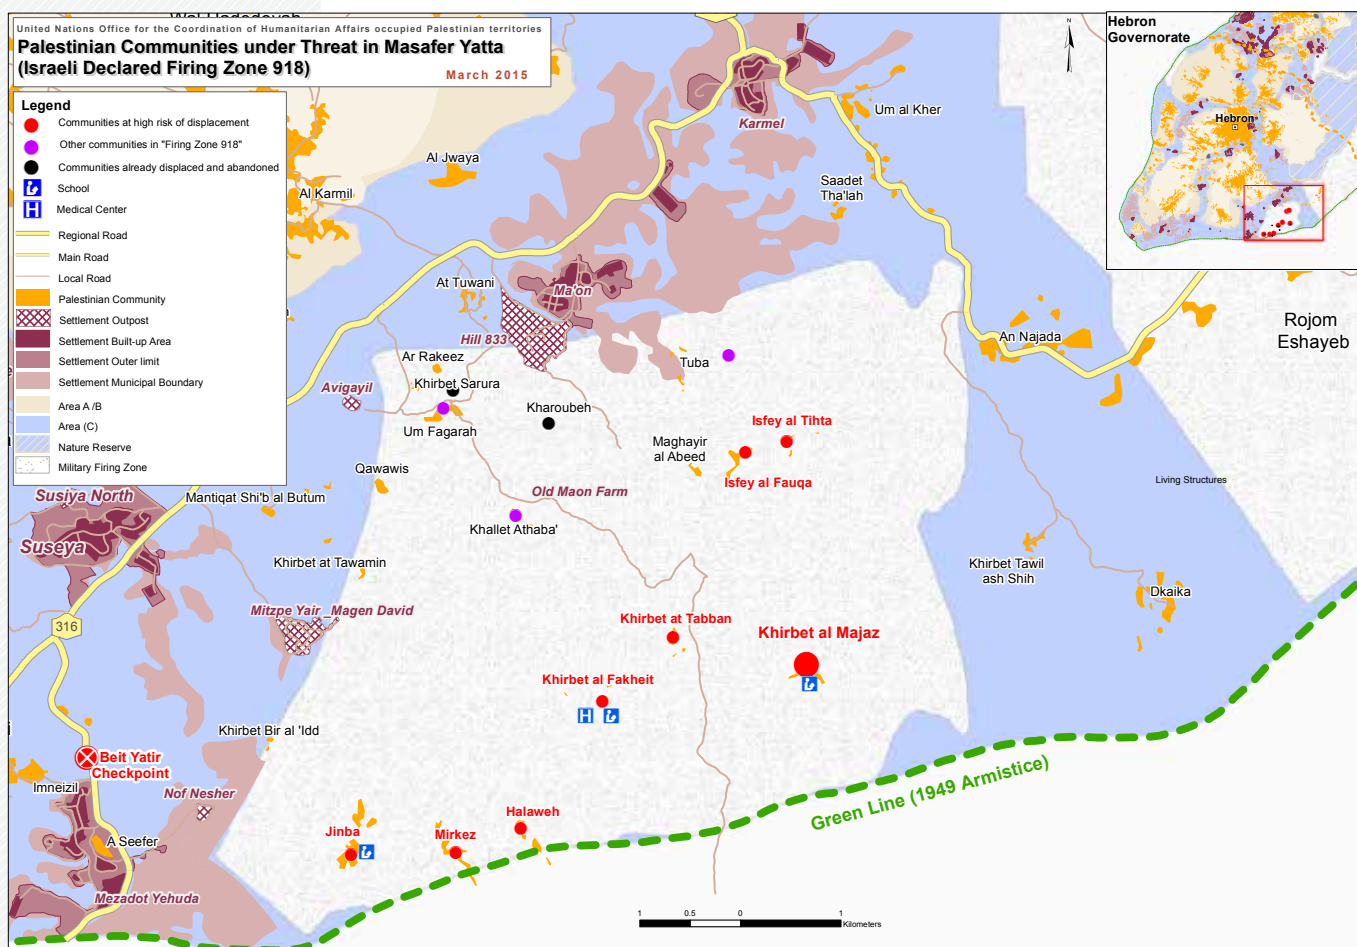 United Nations Office for the Coordination of Humanitarian Affairs occupied Palestinian territories
Palestinian Communities under Threat in Masafer Yatta
(Israeli Declared Firing Zone 918)
March 2015
Legend
Communities at high risk of displacement
Other communities in "Firing Zone 918"
Communities already displaced and abandoned
School
Medical Center
Regional Road
Main Road
Local Road
Palestinian Community
Settlement Outpost
Settlement Built-up Area
Settlement Outer limit
Settlement Municipal Boundary
Area A /B
Area (C)
Nature Reserve
Military Firing Zone
N
Hebron
Governorate
Hebron
Karmel
Um al Kher
Al Jwaya
Al Karmil
Saadet
Tha'lah
At Tuwani
Ma'on
Hill 833
An Najada
Rojom
Eshayeb
Ar Rakeez
Tuba
Khirbet Sarura
Avigayil
Kharoubeh
Um Fagarah
Isfey al Tihta
Maghayir
al Abeed
Isfey al Fauqa
Qawawis
Living Structures
Susiya North
Mantiqat Shi'b al Butum
Old Maon Farm
Khallet Athaba'
Suseya
Khirbet at Tawamin
Khirbet Tawil
ash Shih
Dkaika
Mitzpe Yair _Magen David
316
Khirbet at Tabban
Khirbet al Majaz
Khirbet al Fakheit
H
Khirbet Bir al 'Idd
Beit Yatir
Checkpoint
Imneizil
Nof Nesher
Green Line (1949 Armistice)
Halaweh
Jinba
Mirkez
A Seefer
Mezadot Yehuda
1 0.5 0 1
Kilometers